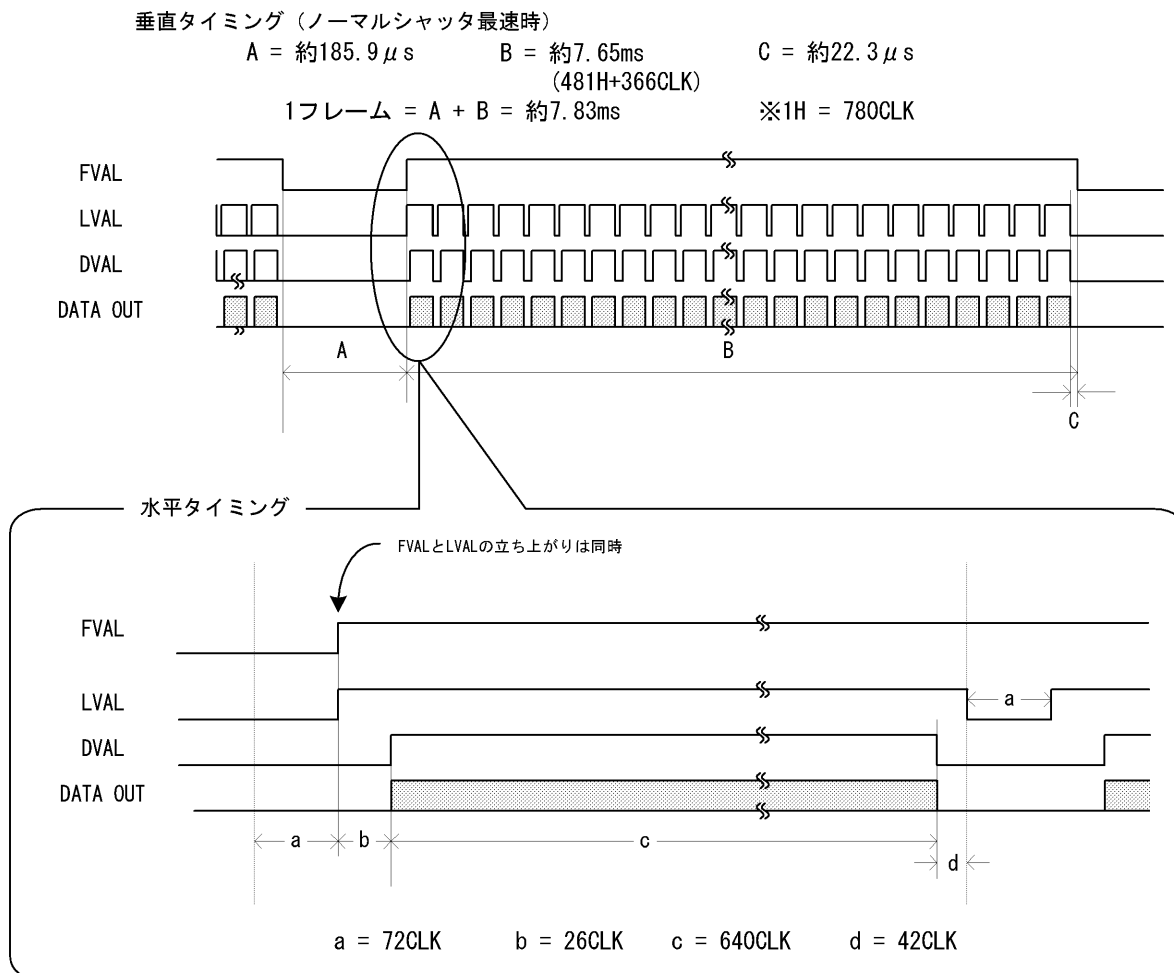 垂直タイミング（ノーマルシャッタ最速時）
A = 約185.9μs B = 約7.65ms C = 約22.3μs
(481H+366CLK)
1フレーム = A + B = 約7.83ms ※1H = 780CLK
FVAL
LVAL
DVAL
DATA OUT
A B
C
水平タイミング
FVALとLVALの立ち上がりは同時
FVAL
LVAL a
DVAL
DATA OUT
a b c d
a = 72CLK b = 26CLK c = 640CLK d = 42CLK